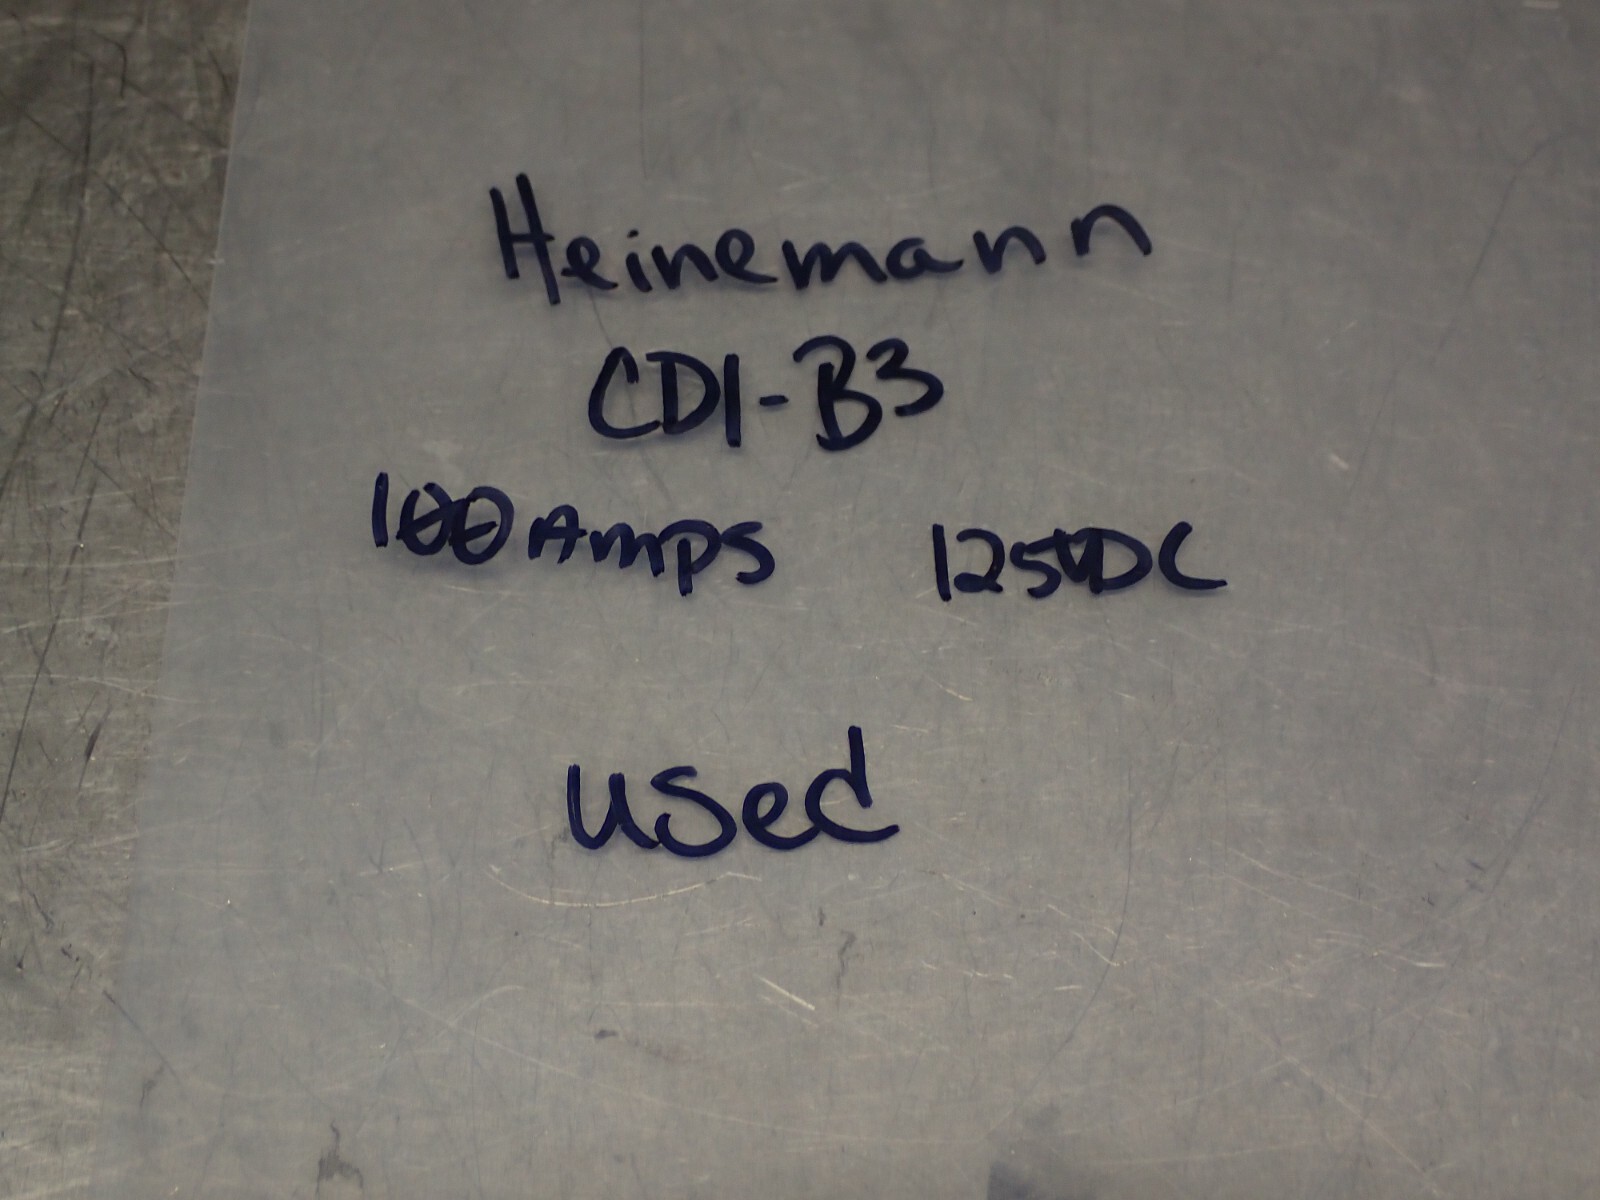 Heinemann
CD1-B3
100 Amps 125VDC
used